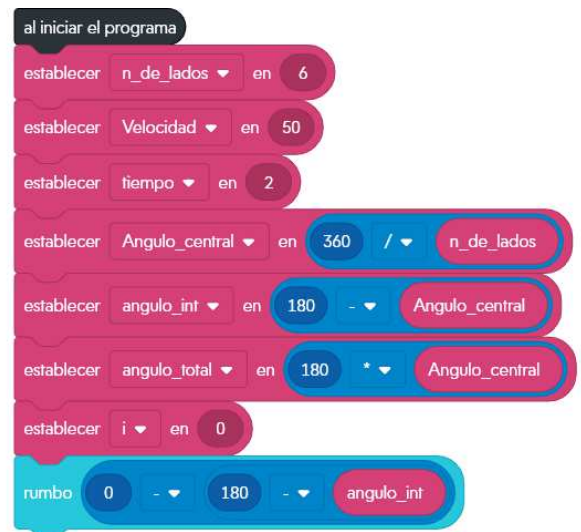 al iniciar el programa
establecer n_de_lados en 6
establecer Velocidad en 50
establecer tiempo en 2
establecer Angulo_central en 360 / n_de_lados
establecer angulo_int en 180 - Angulo_central
establecer angulo_total en 180 * Angulo_central
establecer i en 0
rumbo 0 - 180 - angulo_int